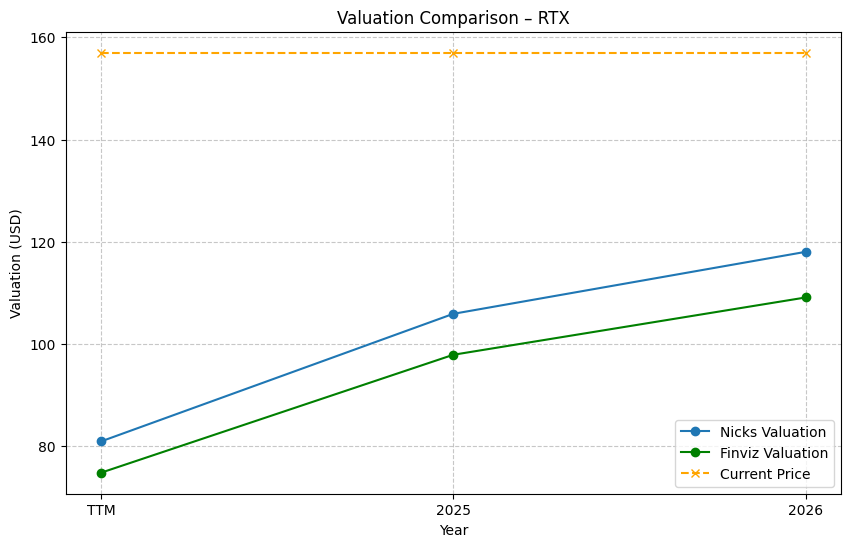 Valuation Comparison – RTX
Valuation (USD)
160
140
120
100
80
TTM
2025
2026
Year
Nicks Valuation
Finviz Valuation
Current Price